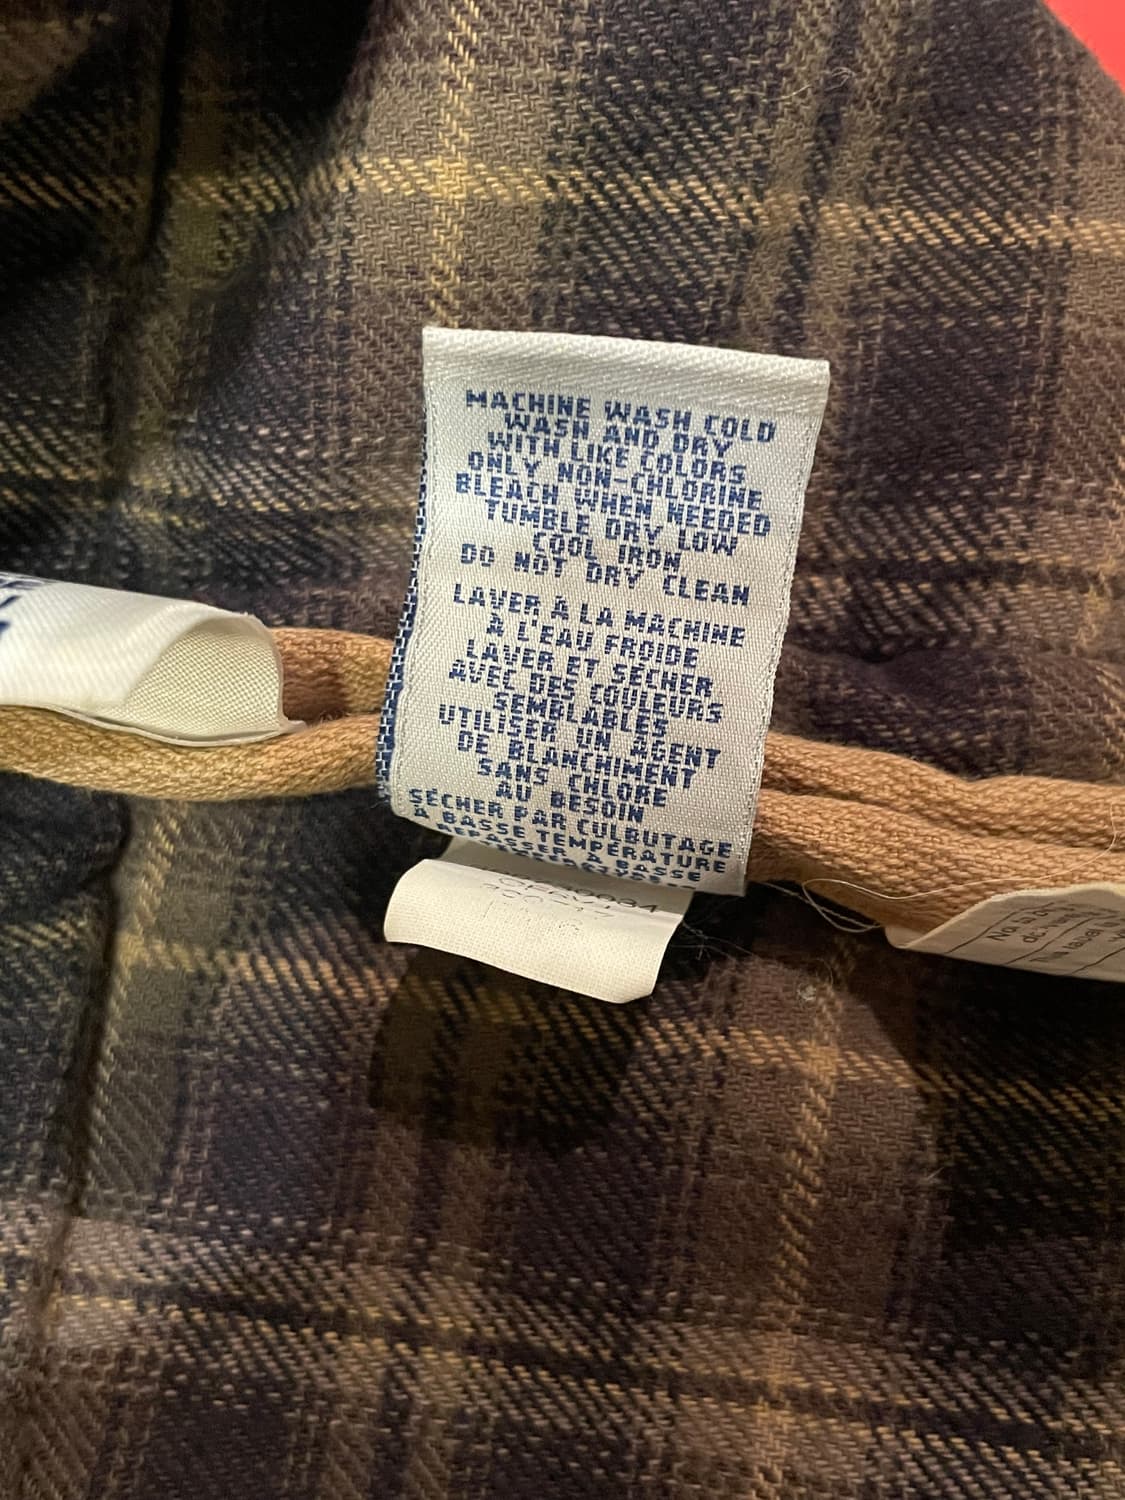 MACHINE WASH COLD
WASH AND DRY
WITH LIKE COLORS
ONLY NON-CHLORINE
BLEACH WHEN NEEDED
TUMBLE DRY LOW
COOL IRON
DO NOT DRY CLEAN
LAVER À LA MACHINE
À L'EAU FROIDE
LAVER ET SÉCHER
AVEC DES COULEURS
SEMBLABLES
UTILISER UN AGENT
DE BLANCHIMENT
SANS CHLORE
AU BESOIN
SÉCHER PAR CULBUTAGE
À BASSE TEMPÉRATURE
REPASSER À BASSE